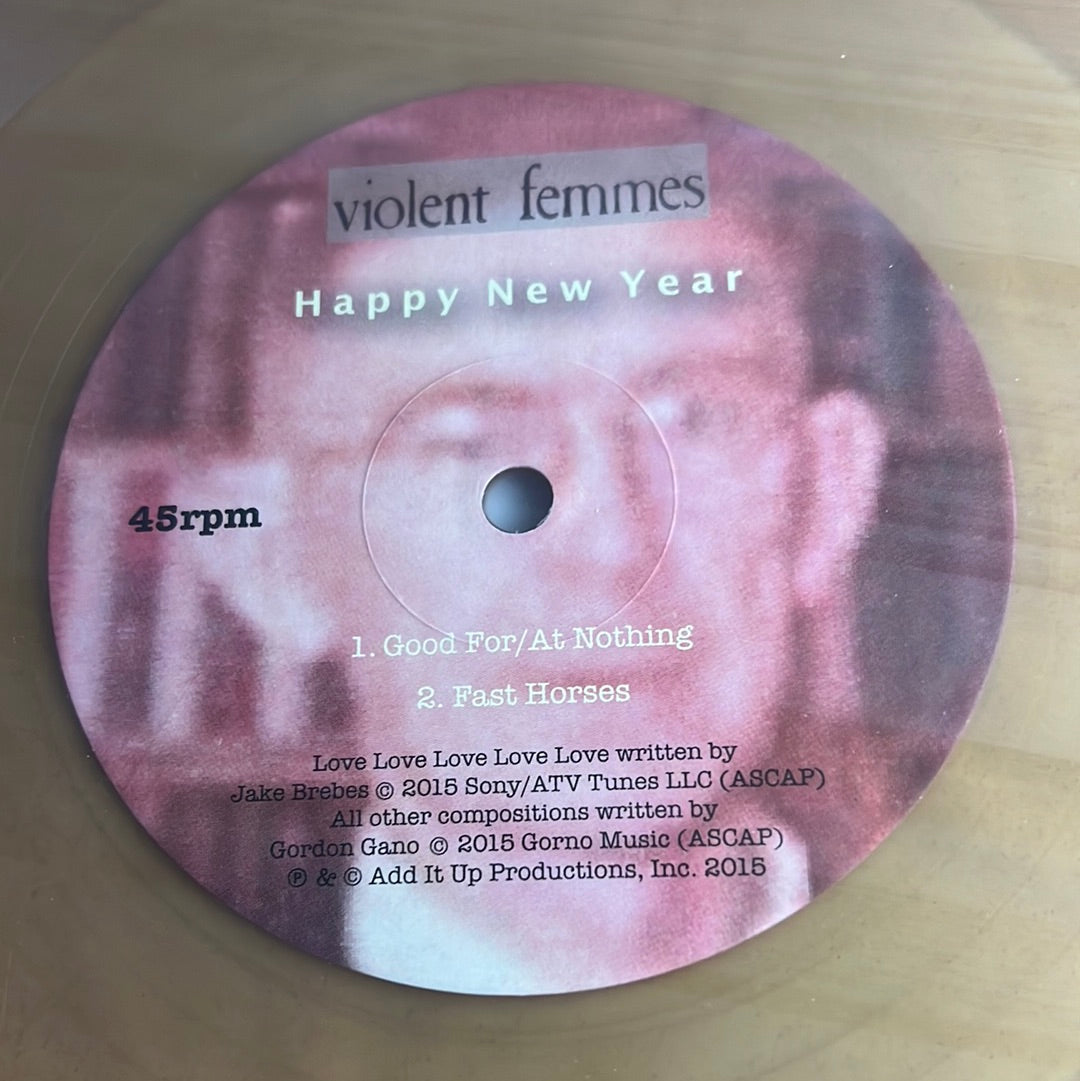 violent femmes
Happy New Year
45rpm
1. Good For/At Nothing
2. Fast Horses
Love Love Love Love Love written by
Jake Brebes © 2015 Sony/ATV Tunes LLC (ASCAP)
All other compositions written by
Gordon Gano © 2015 Gorno Music (ASCAP)
℗ & © Add It Up Productions, Inc. 2015